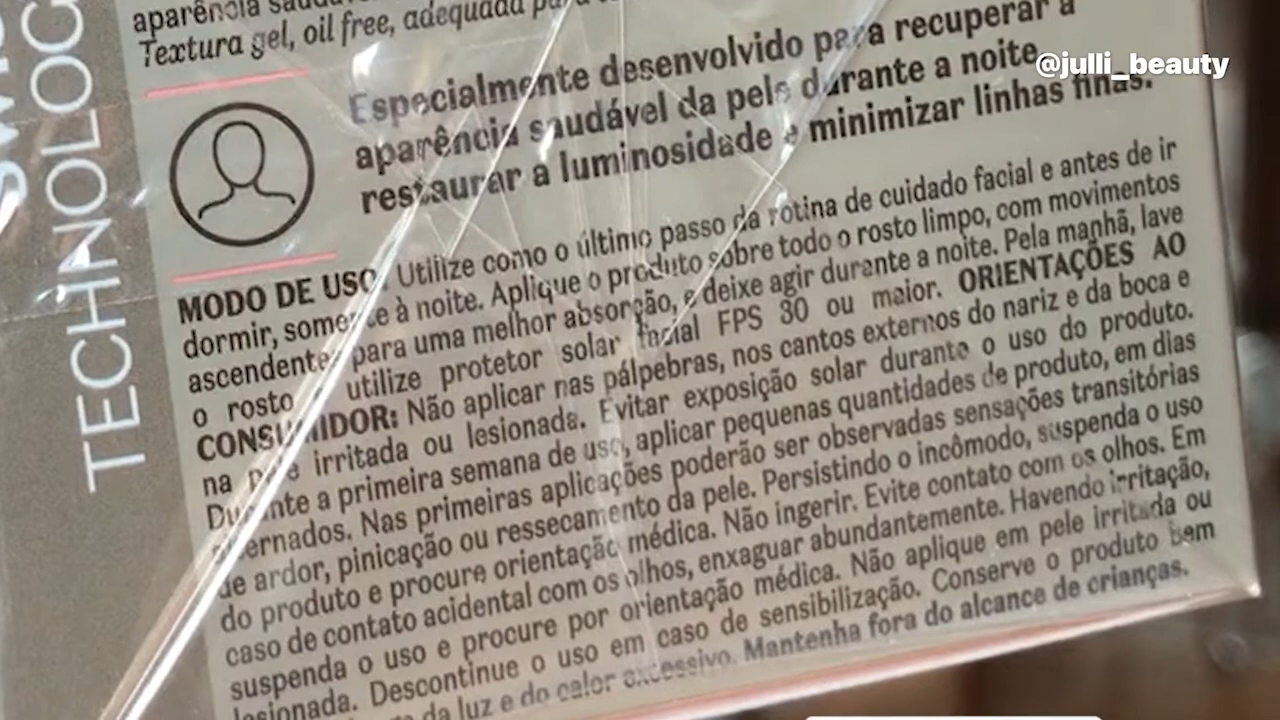 aparência
Textura gel, oil free, adequada
@julli_beauty
TECHNOLOG
Especialmente desenvolvido para recuperar a
aparência saudável da pele durante a noite,
restaurar a luminosidade e minimizar linhas finas.
MODO DE USO: Utilize como o último passo da rotina de cuidado facial e antes de ir
dormir, somente à noite. Aplique o produto sobre todo o rosto limpo, com movimentos
ascendentes para uma melhor absorção, e deixe agir durante a noite. Pela manhã, lave
o rosto e utilize protetor solar facial FPS 30 ou maior. ORIENTAÇÕES AO
CONSUMIDOR: Não aplicar nas pálpebras, nos cantos externos do nariz e da boca e
na pele irritada ou lesionada. Evitar exposição solar durante o uso do produto.
Durante a primeira semana de uso, aplicar pequenas quantidades de produto, em dias
alternados. Nas primeiras aplicações poderão ser observadas sensações transitórias
de ardor, pinicação ou ressecamento da pele. Persistindo o incômodo, suspenda o uso
do produto e procure orientação médica. Não ingerir. Evite contato com os olhos. Em
caso de contato acidental com os olhos, enxaguar abundantemente. Havendo irritação,
suspenda o uso e procure por orientação médica. Não aplique em pele irritada ou
lesionada. Descontinue o uso em caso de sensibilização. Conserve o produto bem
da luz e do calor excessivo. Mantenha fora do alcance de crianças.